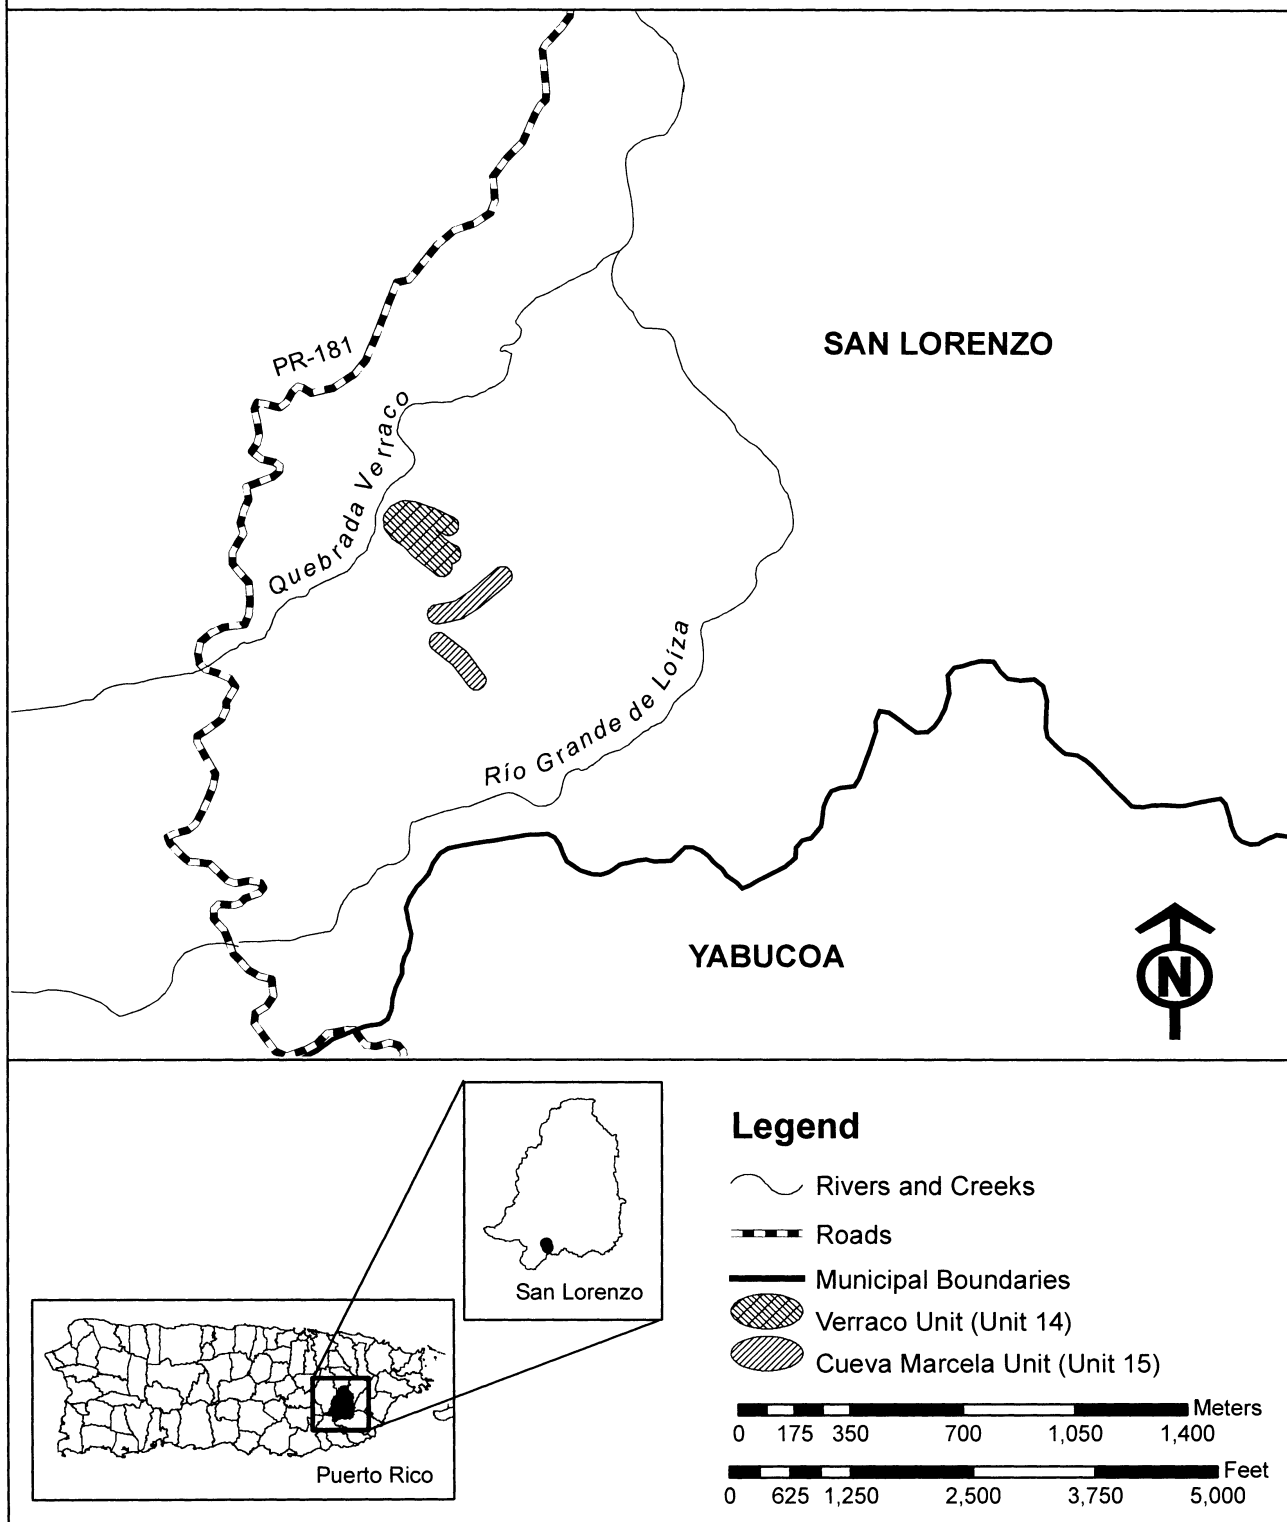 SAN LORENZO
PR-181
Quebrada Verraco
Río Grande de Loíza
YABUCOA
N
Legend
Rivers and Creeks
Roads
Municipal Boundaries
Verraco Unit (Unit 14)
Cueva Marcela Unit (Unit 15)
Meters
0 175 350 700 1,050 1,400
Feet
0 625 1,250 2,500 3,750 5,000
San Lorenzo
Puerto Rico